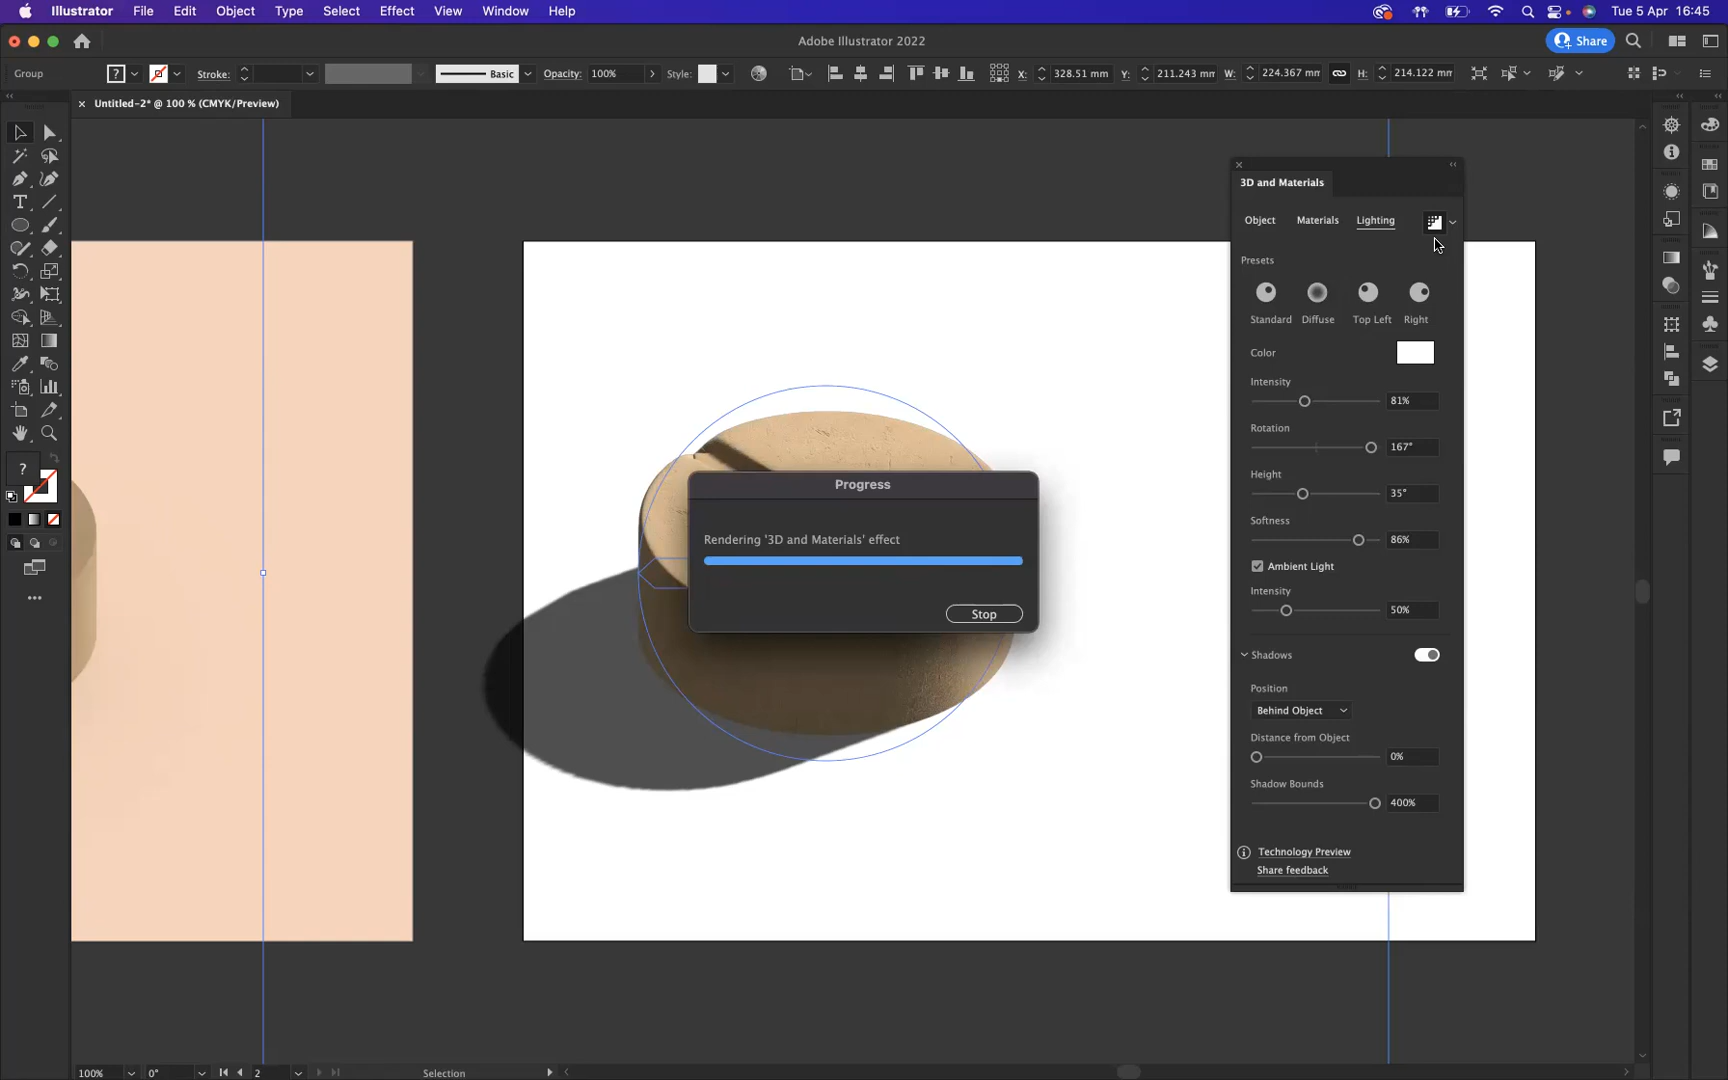 Illustrator File Edit Object Type Select Effect View Window Help
Tue 5 Apr 16:45
Adobe Illustrator 2022
Share
Group
?
Stroke:
Basic
Opacity: 100%
Style:
X: 328.51 mm Y: 211.243 mm W: 224.367 mm H: 214.122 mm
Untitled-2* @ 100 % (CMYK/Preview)
3D and Materials
Object Materials Lighting
Presets
Standard Diffuse Top Left Right
Color
Intensity
81%
Rotation
167°
Height
35°
Softness
86%
Ambient Light
Intensity
50%
Shadows
Position
Behind Object
Distance from Object
0%
Shadow Bounds
400%
Technology Preview
Share feedback
Progress
Rendering '3D and Materials' effect
Stop
?
100% 0° 2 Selection